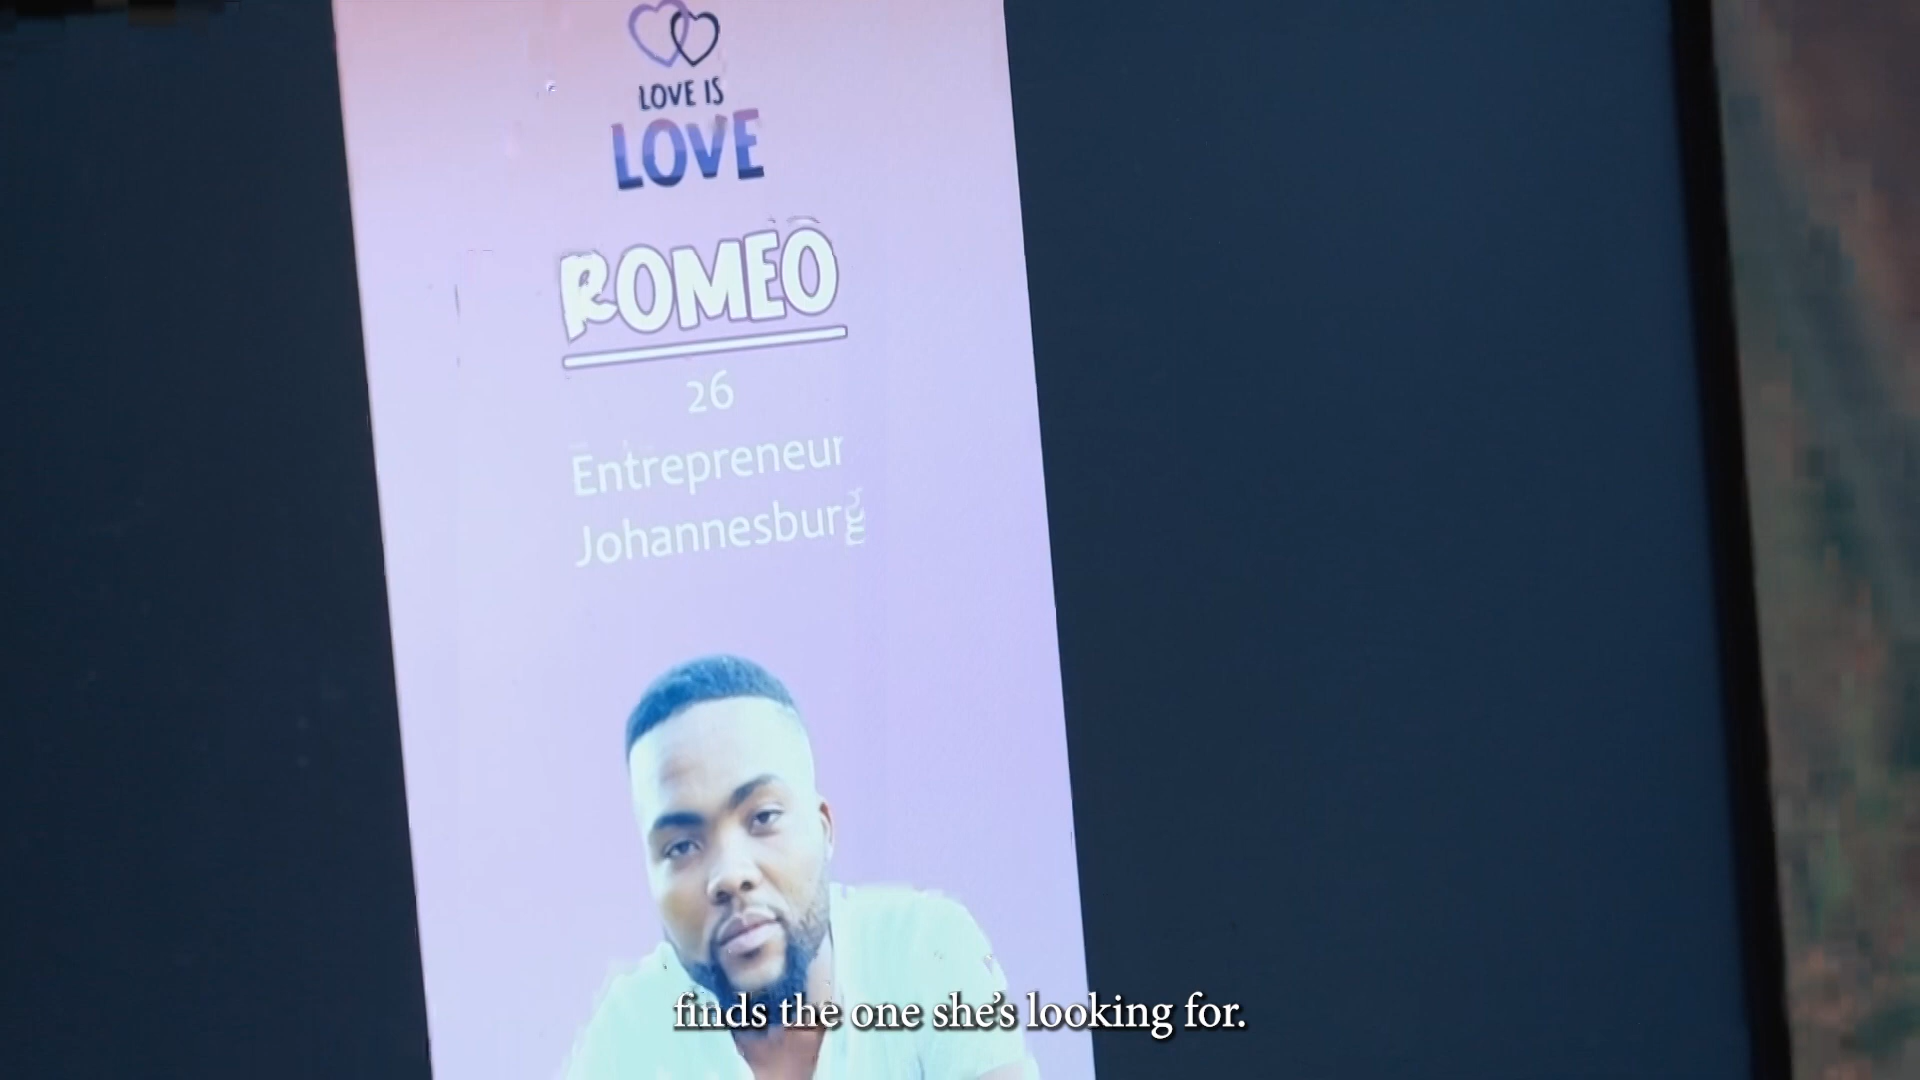 LOVE IS
LOVE
ROMEO
26
Entrepreneur
Johannesburg
finds the one she's looking for.